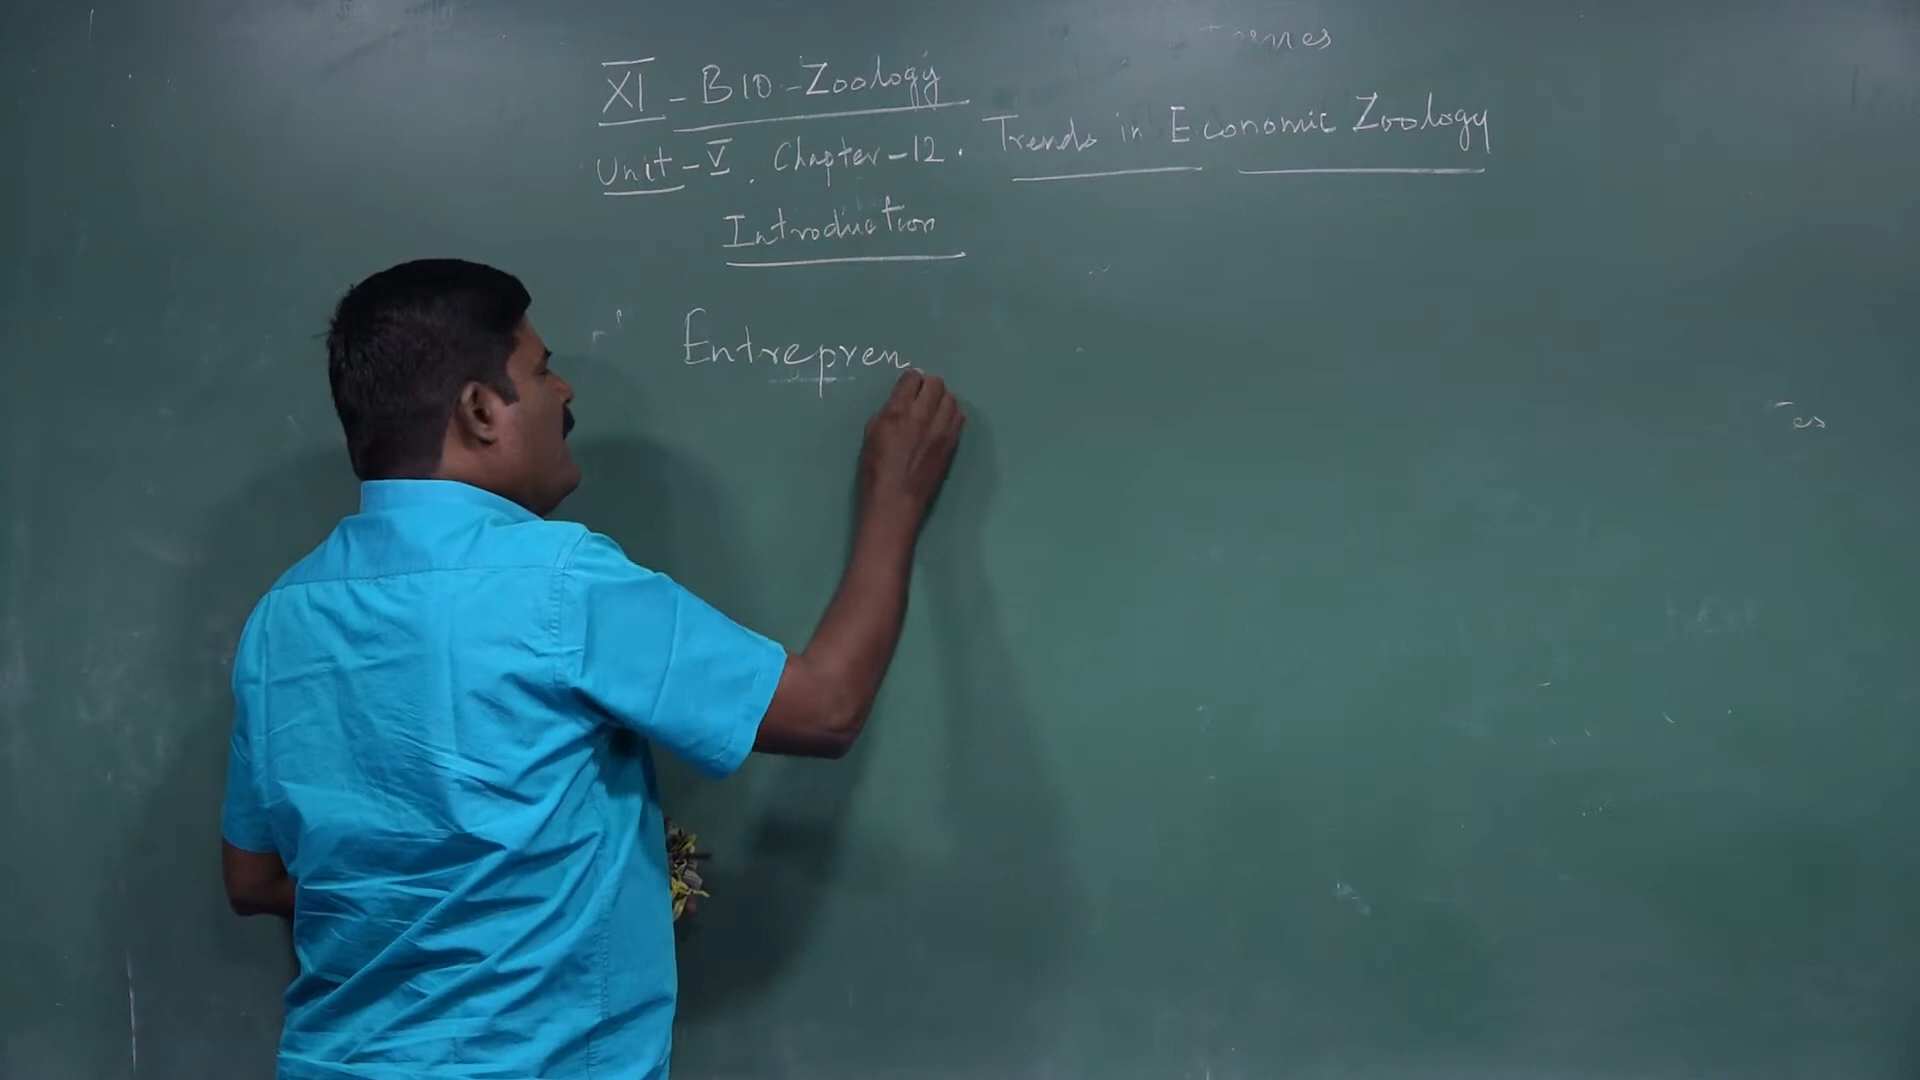 XI - BIO - Zoology
Unit - V. Chapter - 12. Trends in Economic Zoology
Introduction
Entrepren